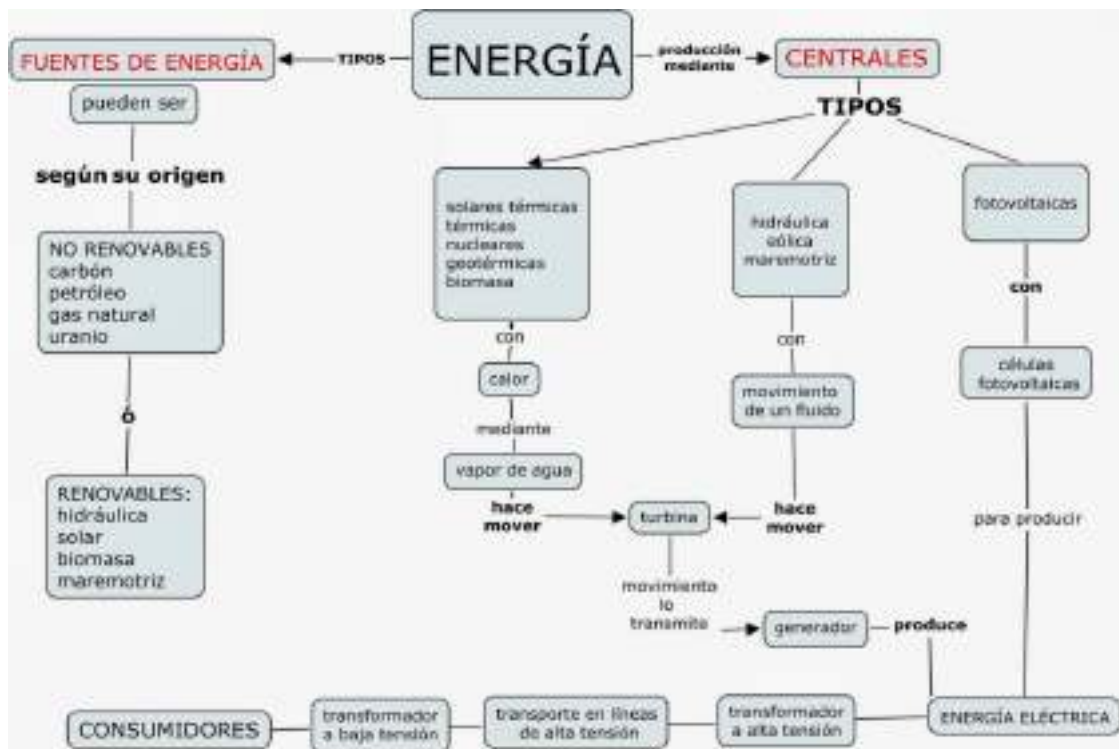 ENERGÍA
TIPOS
FUENTES DE ENERGÍA
pueden ser
según su origen
NO RENOVABLES
carbón
petróleo
gas natural
uranio
ó
RENOVABLES:
hidráulica
solar
biomasa
maremotriz
producción
mediante
CENTRALES
TIPOS
solares térmicas
térmicas
nucleares
geotérmicas
biomasa
con
calor
mediante
vapor de agua
hace
mover
hidráulica
eólica
maremotriz
con
movimiento
de un fluido
hace
mover
turbina
movimiento
lo
transmite
generador
produce
fotovoltaicas
con
células
fotovoltaicas
para producir
ENERGÍA ELÉCTRICA
transformador
a alta tensión
transporte en líneas
de alta tensión
transformador
a baja tensión
CONSUMIDORES